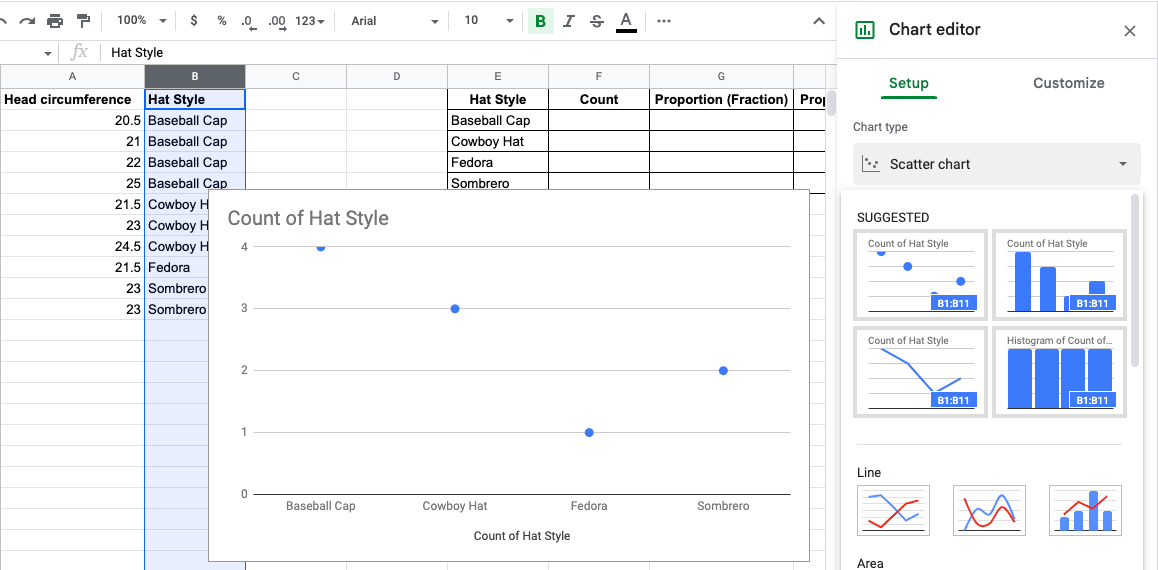 100% $ % .0 .00 123 Arial 10 B I S A
Chart editor
fx Hat Style
Setup Customize
A B C D E F G
Head circumference Hat Style Hat Style Count Proportion (Fraction)
20.5 Baseball Cap Baseball Cap
21 Baseball Cap Cowboy Hat
22 Baseball Cap Fedora
25 Baseball Cap Sombrero
21.5 Cowboy H
23 Cowboy H
24.5 Cowboy H
21.5 Fedora
23 Sombrero
23 Sombrero
Count of Hat Style
4
3
2
1
0
Baseball Cap Cowboy Hat Fedora Sombrero
Count of Hat Style
Chart type
Scatter chart
SUGGESTED
Count of Hat Style Count of Hat Style
B1:B11 B1:B11
Count of Hat Style Histogram of Count of...
B1:B11 B1:B11
Line
Area